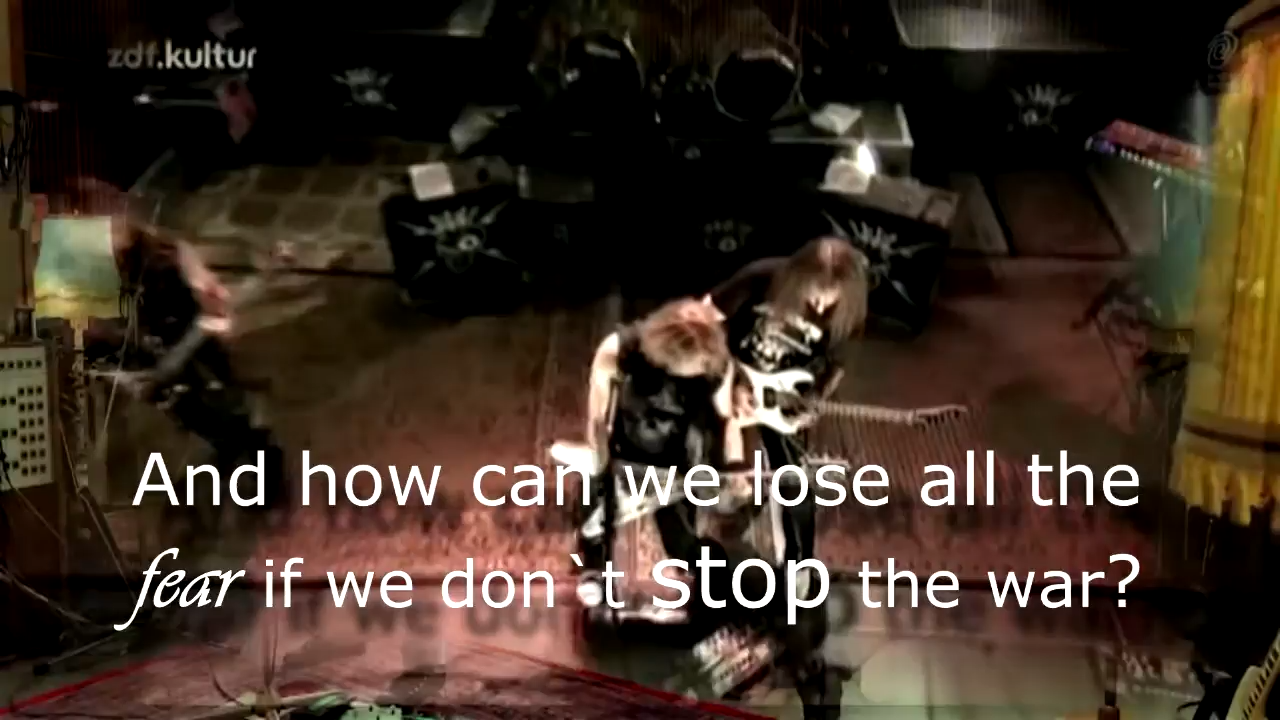 zdf.kultur
And how can we lose all the
fear if we don`t stop the war?